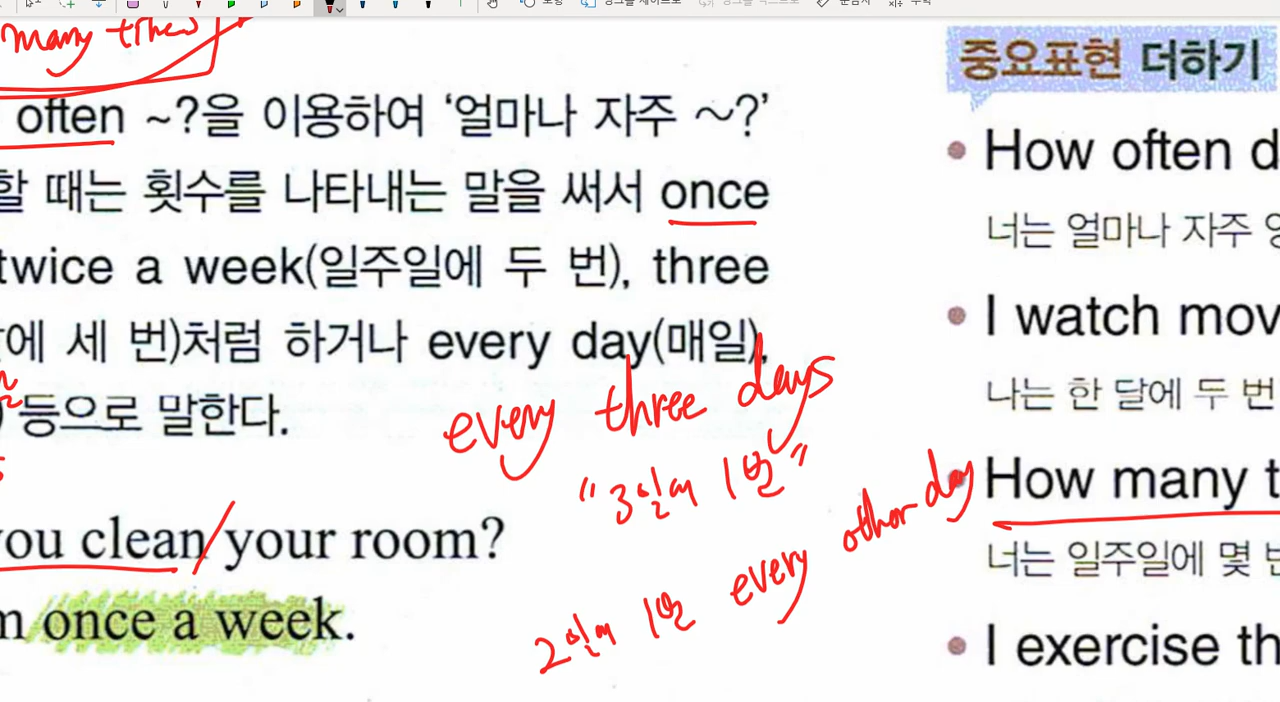 many times
often ~?을 이용하여 ‘얼마나 자주 ~?’
할 때는 횟수를 나타내는 말을 써서 once
twice a week(일주일에 두 번), three
에 세 번)처럼 하거나 every day(매일),
등으로 말한다.
every three days
“3일에 1번”
you clean/your room?
once a week.
2일에 1번 every other day
중요표현 더하기
• How often
너는 얼마나 자주
• I watch
나는 한 달에 두 번
• How many
너는 일주일에 몇
• I exercise